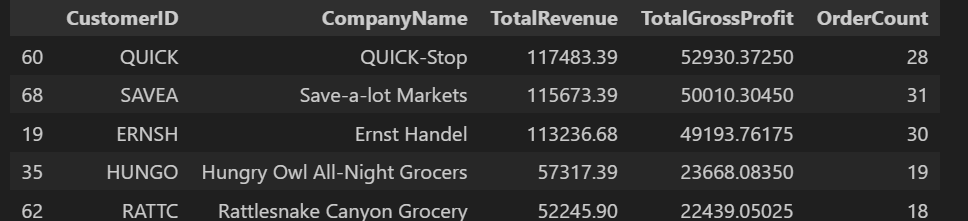 CustomerID CompanyName TotalRevenue TotalGrossProfit OrderCount
60 QUICK QUICK-Stop 117483.39 52930.37250 28
68 SAVEA Save-a-lot Markets 115673.39 50010.30450 31
19 ERNSH Ernst Handel 113236.68 49193.76175 30
35 HUNGO Hungry Owl All-Night Grocers 57317.39 23668.08350 19
62 RATTC Rattlesnake Canyon Grocery 52245.90 22439.05025 18